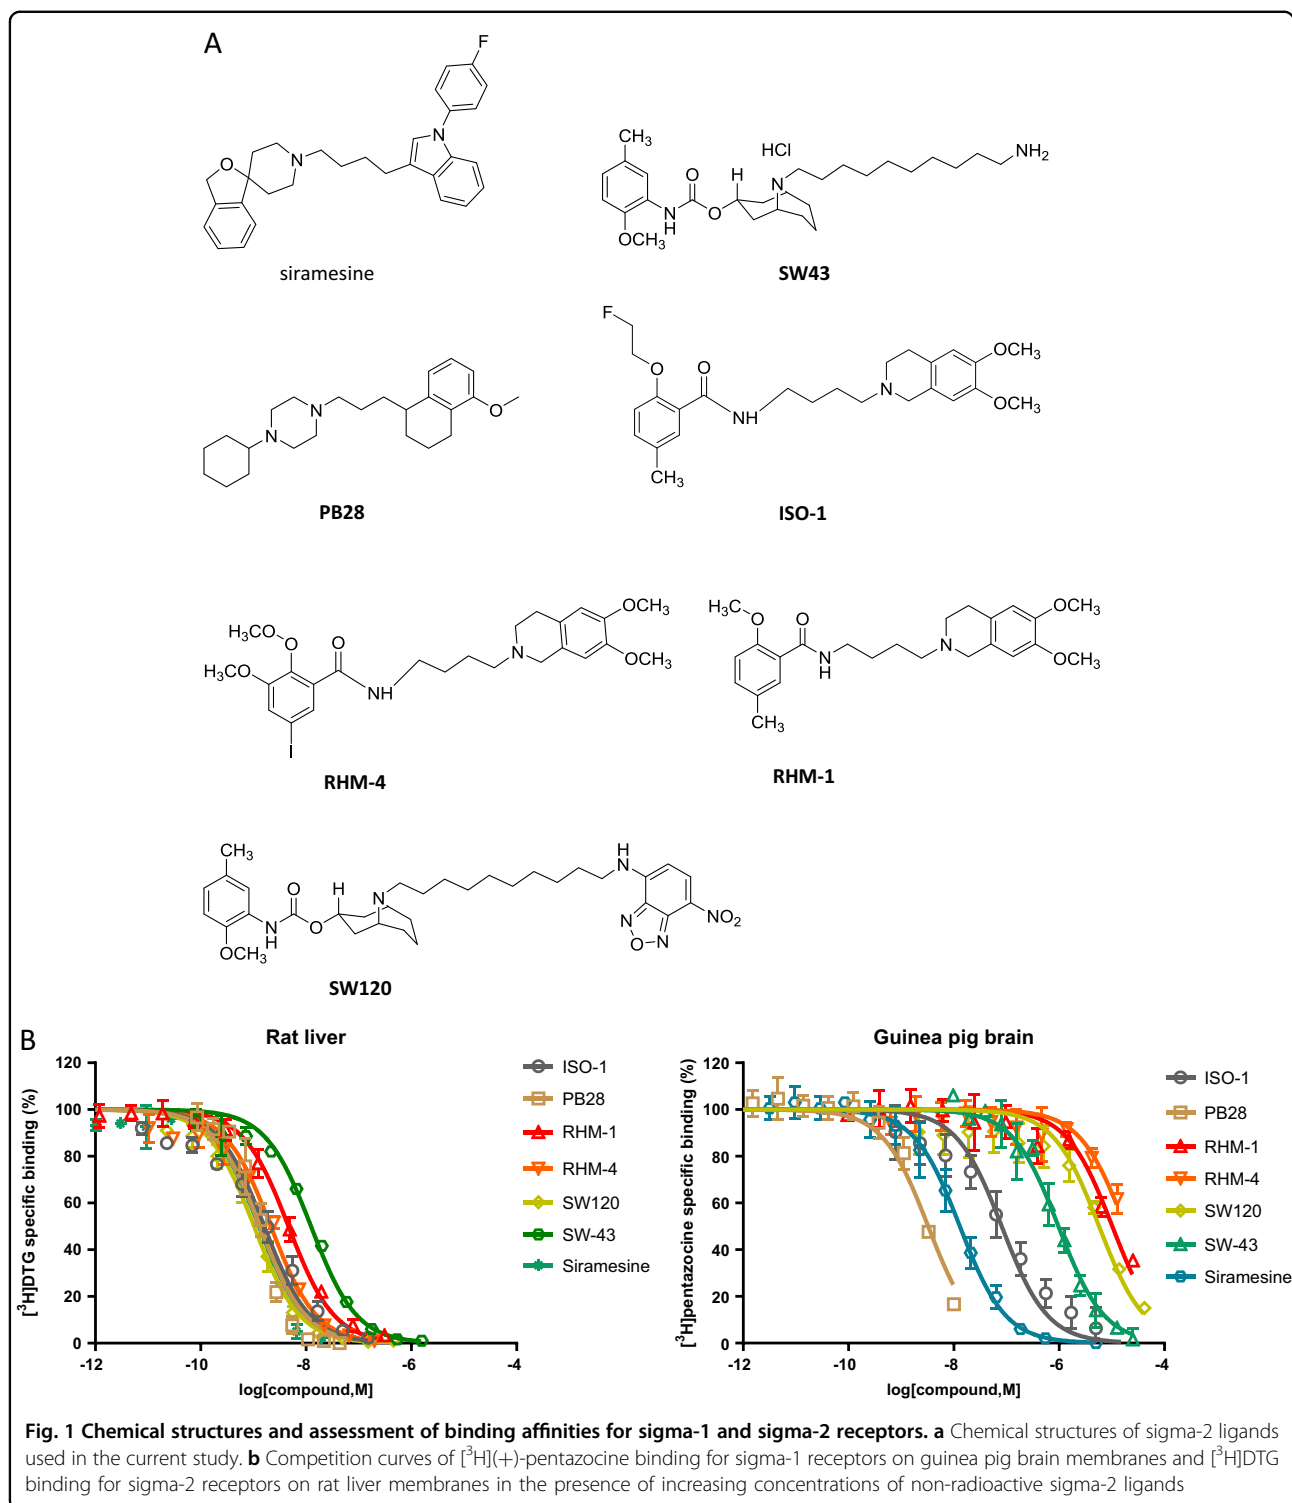 A
F
O
N
N
siramesine
CH₃
HCl
NH₂
H
N
O
N
H
O
OCH₃
SW43
N
N
O
PB28
F
O
O
NH
N
OCH₃
OCH₃
CH₃
ISO-1
H₃CO
O
OCH₃
O
NH
N
OCH₃
OCH₃
I
RHM-4
OCH₃
O
N
H
N
OCH₃
OCH₃
CH₃
RHM-1
CH₃
O
N
H
O
OCH₃
H
N
H
N
NO₂
N
O
N
SW120
B
Rat liver
[³H]DTG specific binding (%)
120
100
80
60
40
20
0
-12 -10 -8 -6 -4
log[compound,M]
ISO-1
PB28
RHM-1
RHM-4
SW120
SW-43
Siramesine
Guinea pig brain
[³H]pentazocine specific binding (%)
120
100
80
60
40
20
0
-12 -10 -8 -6 -4
log[compound,M]
ISO-1
PB28
RHM-1
RHM-4
SW120
SW-43
Siramesine
Fig. 1 Chemical structures and assessment of binding affinities for sigma-1 and sigma-2 receptors. a Chemical structures of sigma-2 ligands
used in the current study. b Competition curves of [³H](+)-pentazocine binding for sigma-1 receptors on guinea pig brain membranes and [³H]DTG
binding for sigma-2 receptors on rat liver membranes in the presence of increasing concentrations of non-radioactive sigma-2 ligands